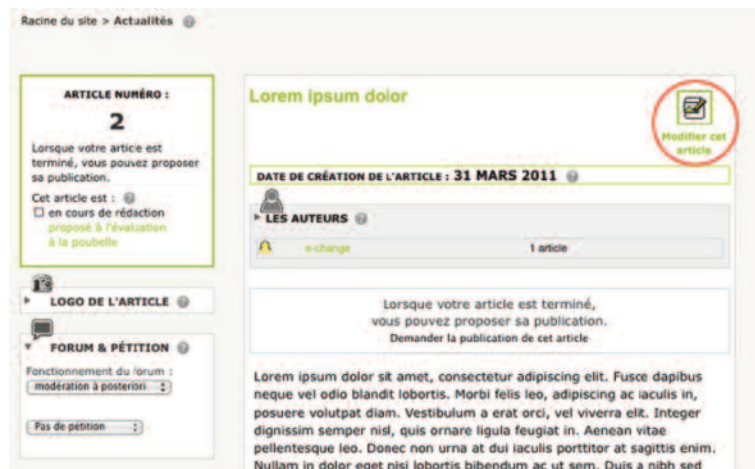 Racine du site > Actualités
ARTICLE NUMÉRO :
2
Lorsque votre article est
terminé, vous pouvez proposer
sa publication.
Cet article est :
en cours de rédaction
proposé à l'évaluation
à la poubelle
LOGO DE L'ARTICLE
FORUM & PÉTITION
Fonctionnement du forum :
modération à posteriori
Pas de pétition
Lorem ipsum dolor
Modifier cet
article
DATE DE CRÉATION DE L'ARTICLE : 31 MARS 2011
LES AUTEURS
e-change 1 article
Lorsque votre article est terminé,
vous pouvez proposer sa publication.
Demander la publication de cet article
Lorem ipsum dolor sit amet, consectetur adipiscing elit. Fusce dapibus
neque vel odio blandit lobortis. Morbi felis leo, adipiscing ac iaculis in,
posuere volutpat diam. Vestibulum a erat orci, vel viverra elit. Integer
dignissim semper nisl, quis ornare ligula feugiat in. Aenean vitae
pellentesque leo. Donec non urna at dui iaculis porttitor at sagittis enim.
Nullam in dolor eget nisi lobortis bibendum ac ut sem. Duis a nibh sed